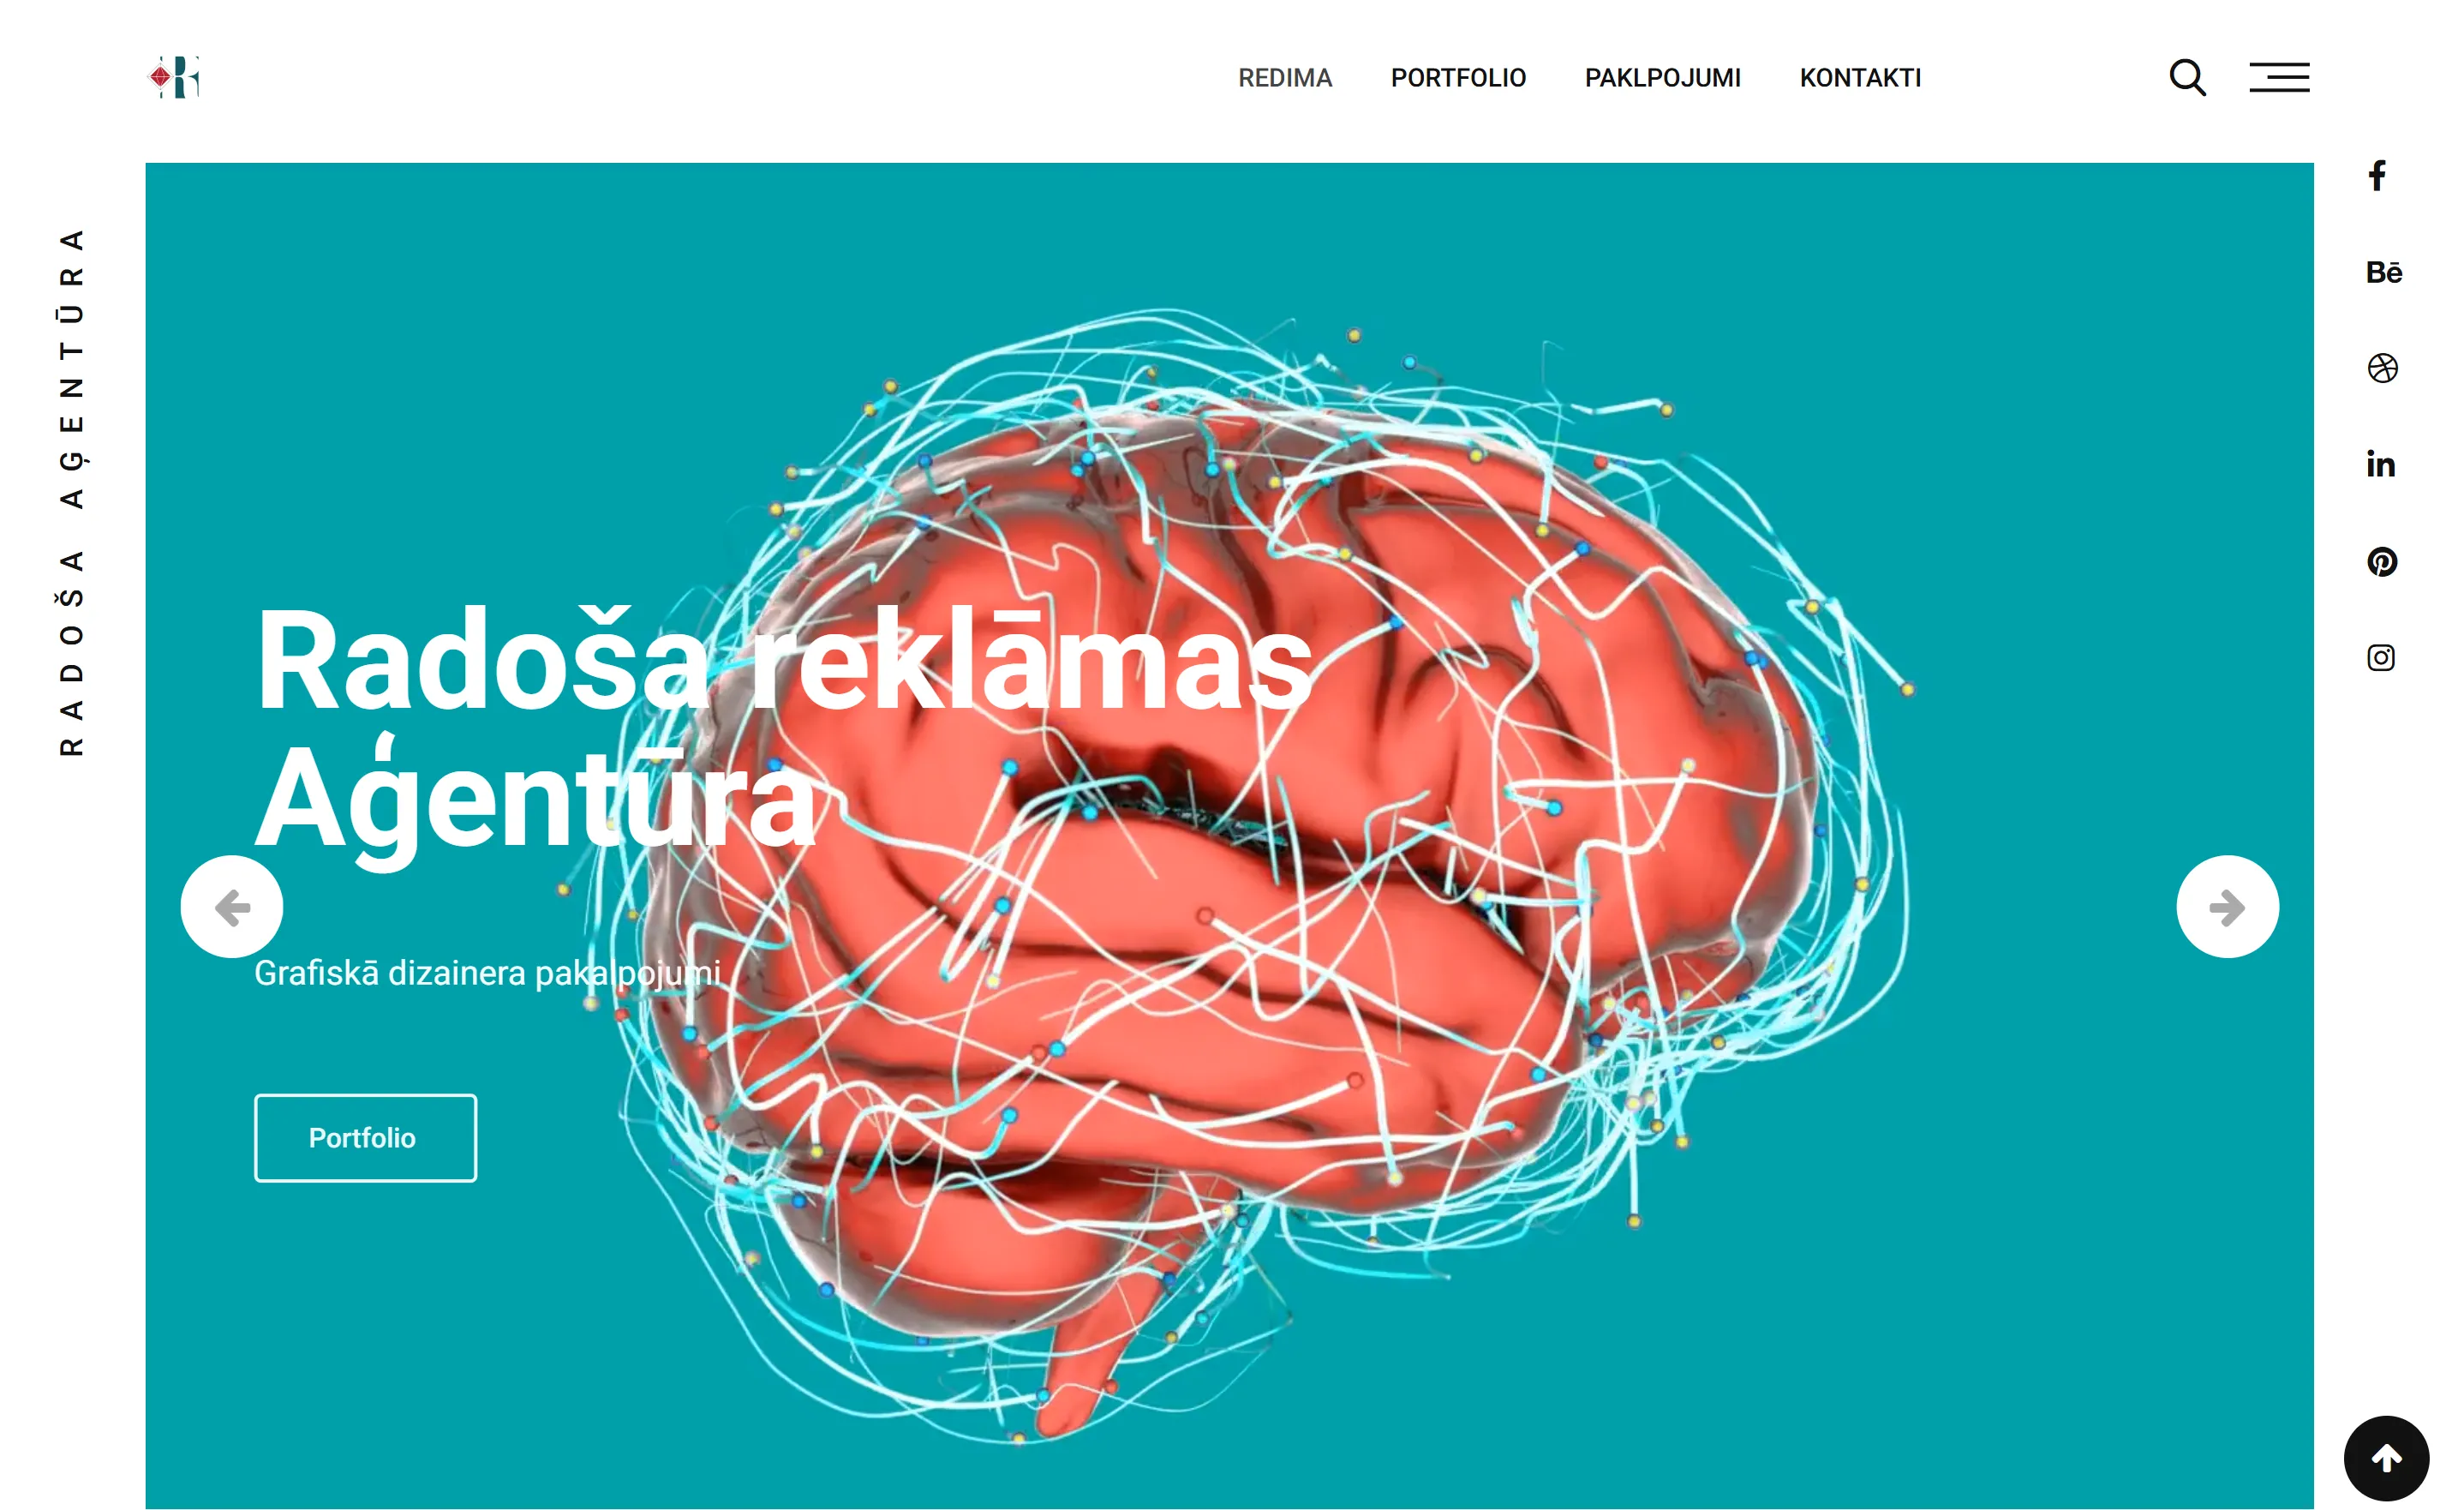 REDIMA PORTFOLIO PAKLPOJUMI KONTAKTI
RADOŠA AĢENTŪRA
Radoša reklāmas
Aģentūra
Grafiskā dizainera pakalpojumi
Portfolio
Bē
in